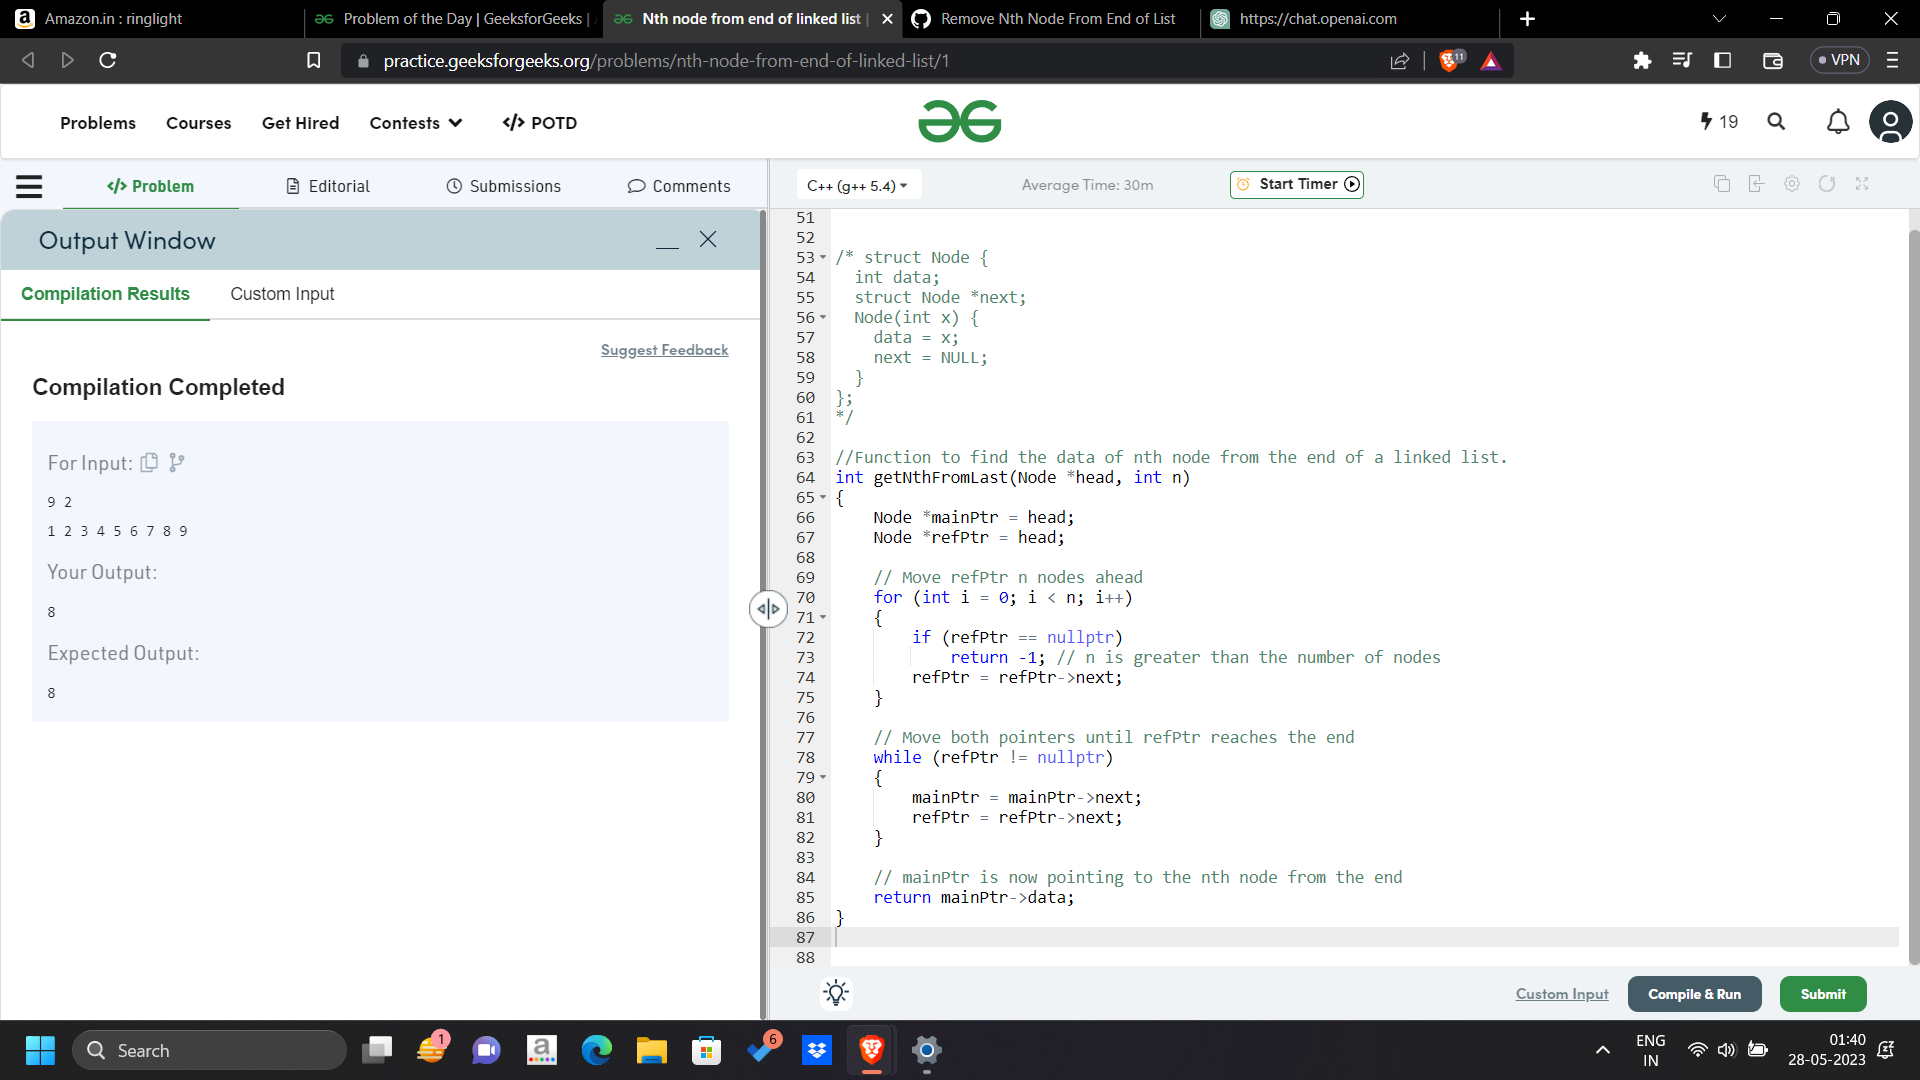 Amazon.in : ringlight
Problem of the Day | GeeksforGeeks |
Nth node from end of linked list |
Remove Nth Node From End of List
https://chat.openai.com
practice.geeksforgeeks.org/problems/nth-node-from-end-of-linked-list/1
11
VPN
Problems
Courses
Get Hired
Contests
</> POTD
19
</> Problem
Editorial
Submissions
Comments
C++ (g++ 5.4)
Average Time: 30m
Start Timer
Output Window
Compilation Results
Custom Input
Suggest Feedback
Compilation Completed
For Input:
9 2
1 2 3 4 5 6 7 8 9
Your Output:
8
Expected Output:
8
51
52
53 /* struct Node {
54   int data;
55   struct Node *next;
56   Node(int x) {
57     data = x;
58     next = NULL;
59   }
60 };
61 */
62
63 //Function to find the data of nth node from the end of a linked list.
64 int getNthFromLast(Node *head, int n)
65 {
66     Node *mainPtr = head;
67     Node *refPtr = head;
68
69     // Move refPtr n nodes ahead
70     for (int i = 0; i < n; i++)
71     {
72         if (refPtr == nullptr)
73             return -1; // n is greater than the number of nodes
74         refPtr = refPtr->next;
75     }
76
77     // Move both pointers until refPtr reaches the end
78     while (refPtr != nullptr)
79     {
80         mainPtr = mainPtr->next;
81         refPtr = refPtr->next;
82     }
83
84     // mainPtr is now pointing to the nth node from the end
85     return mainPtr->data;
86 }
87
88
Custom Input
Compile & Run
Submit
Search
1
6
ENG
IN
01:40
28-05-2023